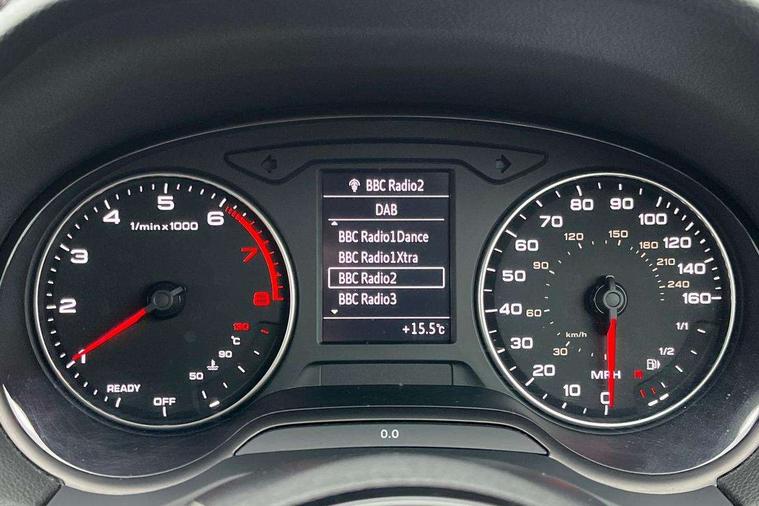 1/min x 1000
1
2
3
4
5
6
7
8
READY
OFF
50
90
130
°C
BBC Radio2
DAB
BBC Radio1Dance
BBC Radio1Xtra
BBC Radio2
BBC Radio3
+15.5°C
0
10
20
30
40
50
60
70
80
90
100
120
140
160
30
60
90
120
150
180
210
240
km/h
MPH
1/1
1/2
0.0